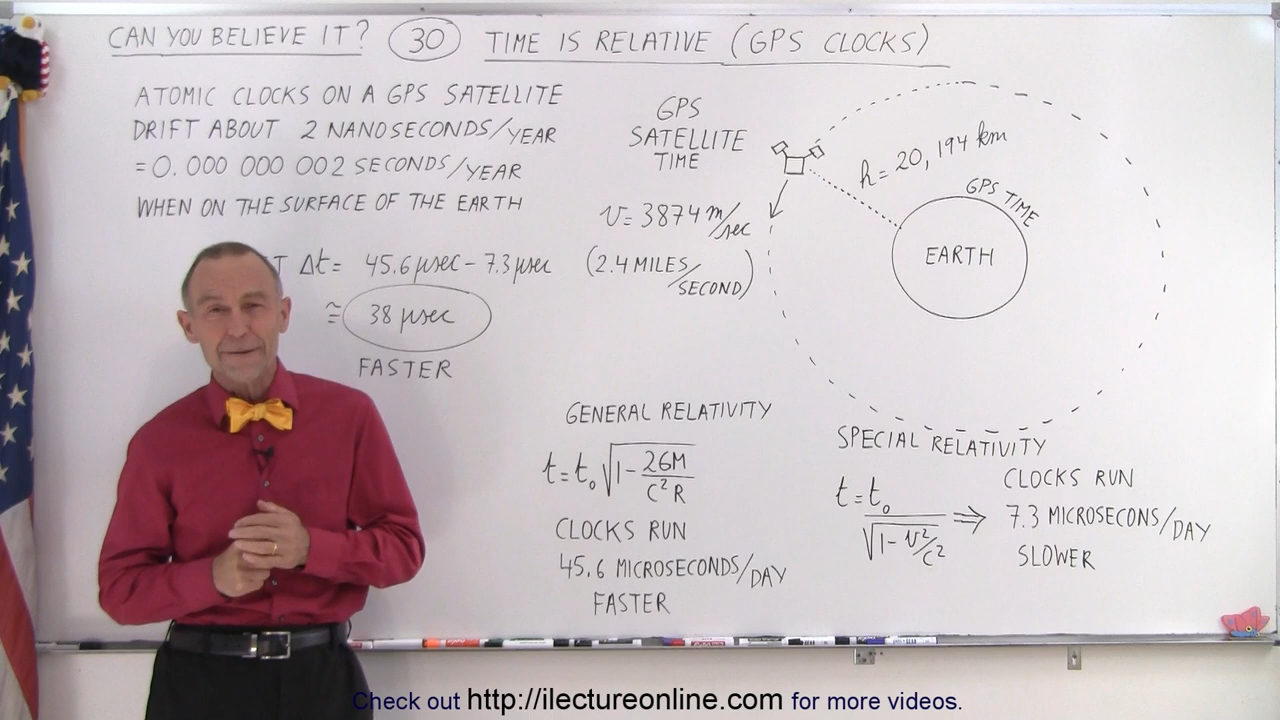 CAN YOU BELIEVE IT? 30 TIME IS RELATIVE (GPS CLOCKS)
ATOMIC CLOCKS ON A GPS SATELLITE
DRIFT ABOUT 2 NANOSECONDS/YEAR
= 0.000 000 002 SECONDS/YEAR
WHEN ON THE SURFACE OF THE EARTH
Δt = 45.6 μsec - 7.3 μsec
≅ 38 μsec
FASTER
GPS
SATELLITE
TIME
v = 3874 m/sec
(2.4 MILES/SECOND)
h = 20,194 km
GPS TIME
EARTH
GENERAL RELATIVITY
t = t₀ √(1 - 2GM/c²R)
CLOCKS RUN
45.6 MICROSECONDS/DAY
FASTER
SPECIAL RELATIVITY
t = t₀/√(1 - v²/c²) ⇒
CLOCKS RUN
7.3 MICROSECONS/DAY
SLOWER
Check out http://ilectureonline.com for more videos.